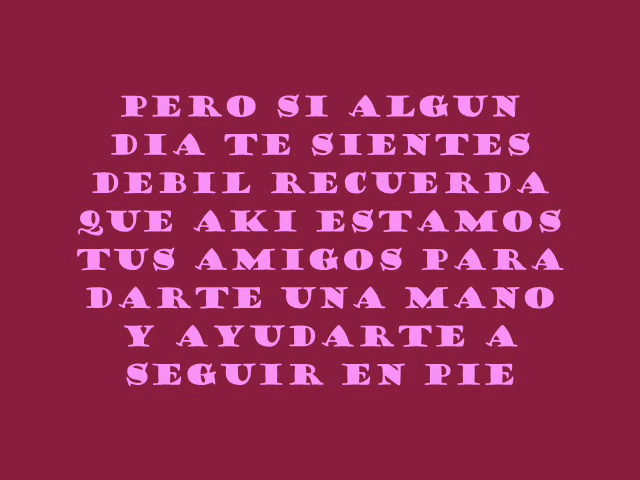 PERO SI ALGUN
DIA TE SIENTES
DEBIL RECUERDA
QUE AKI ESTAMOS
TUS AMIGOS PARA
DARTE UNA MANO
Y AYUDARTE A
SEGUIR EN PIE